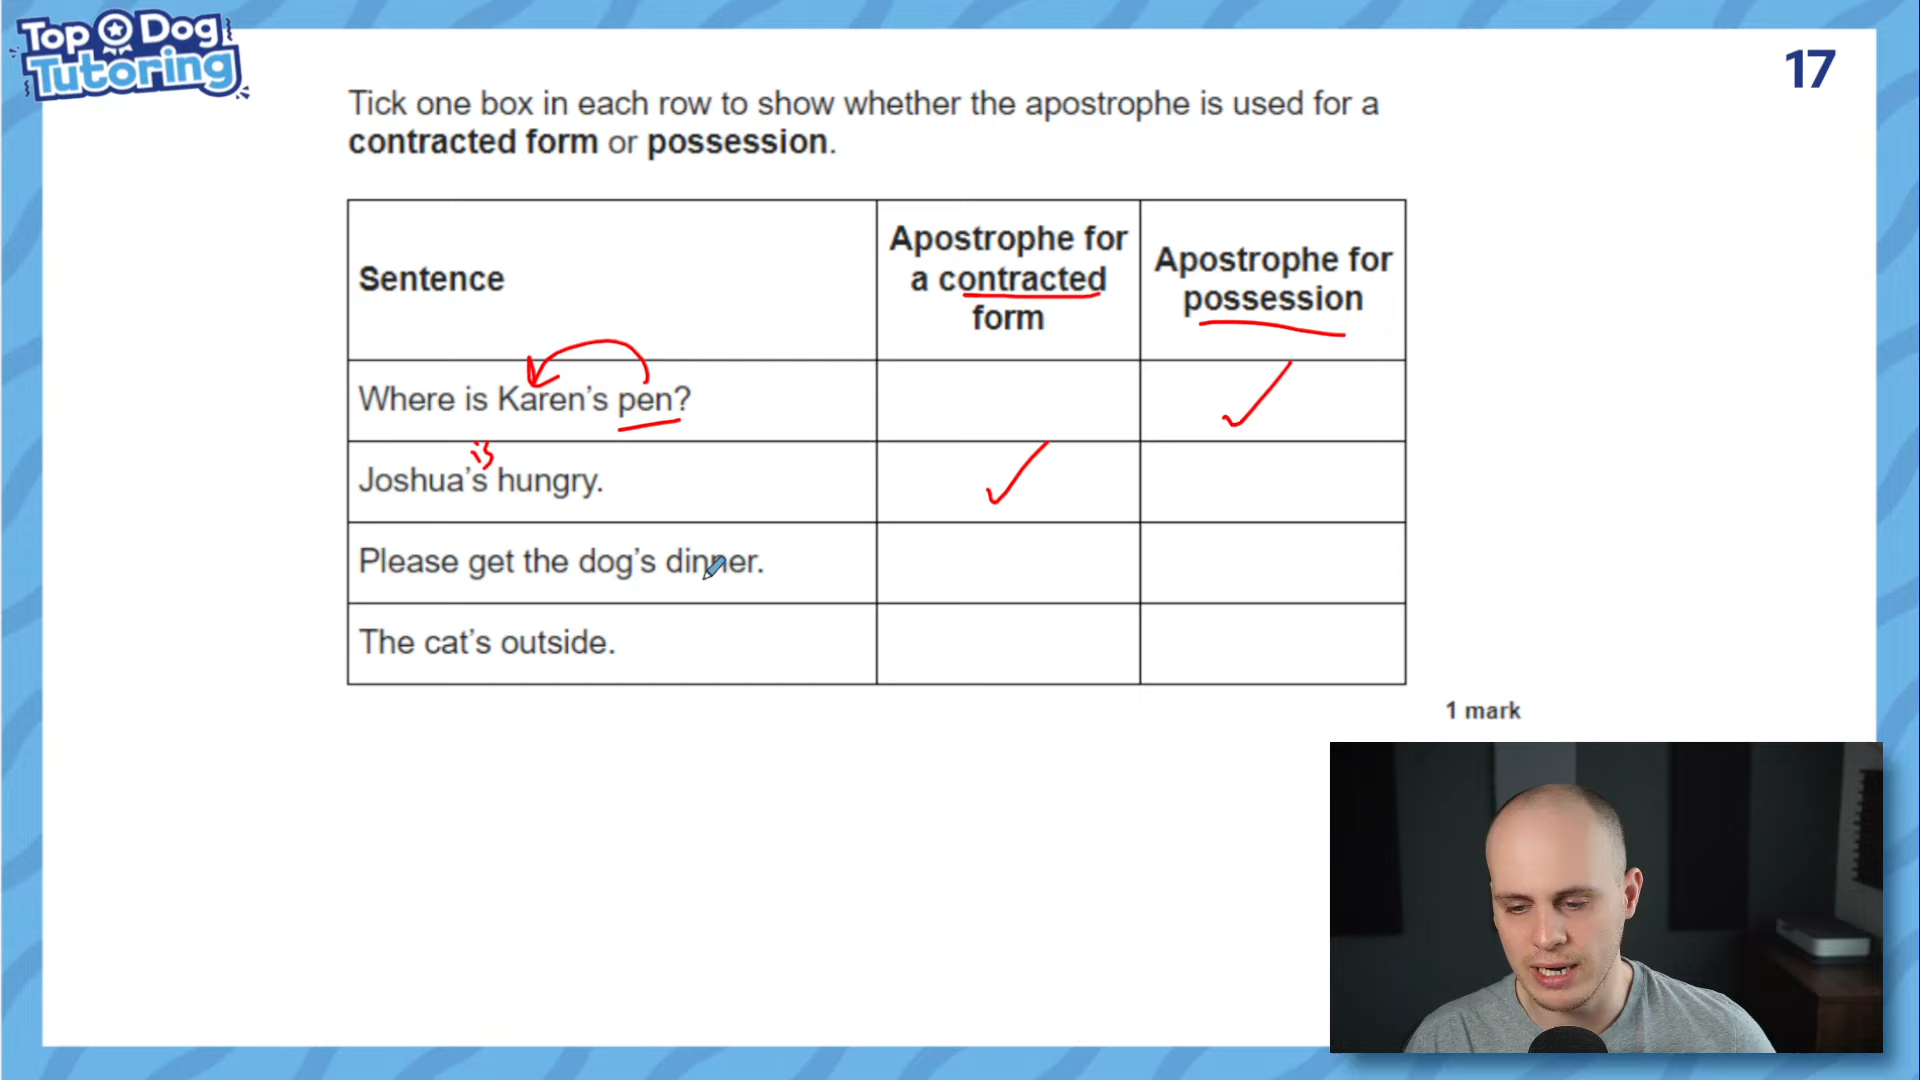 Top Dog
Tutoring
17
Tick one box in each row to show whether the apostrophe is used for a
contracted form or possession.
Sentence
Apostrophe for
a contracted
form
Apostrophe for
possession
Where is Karen’s pen?
is
Joshua’s hungry.
Please get the dog’s dinner.
The cat’s outside.
1 mark